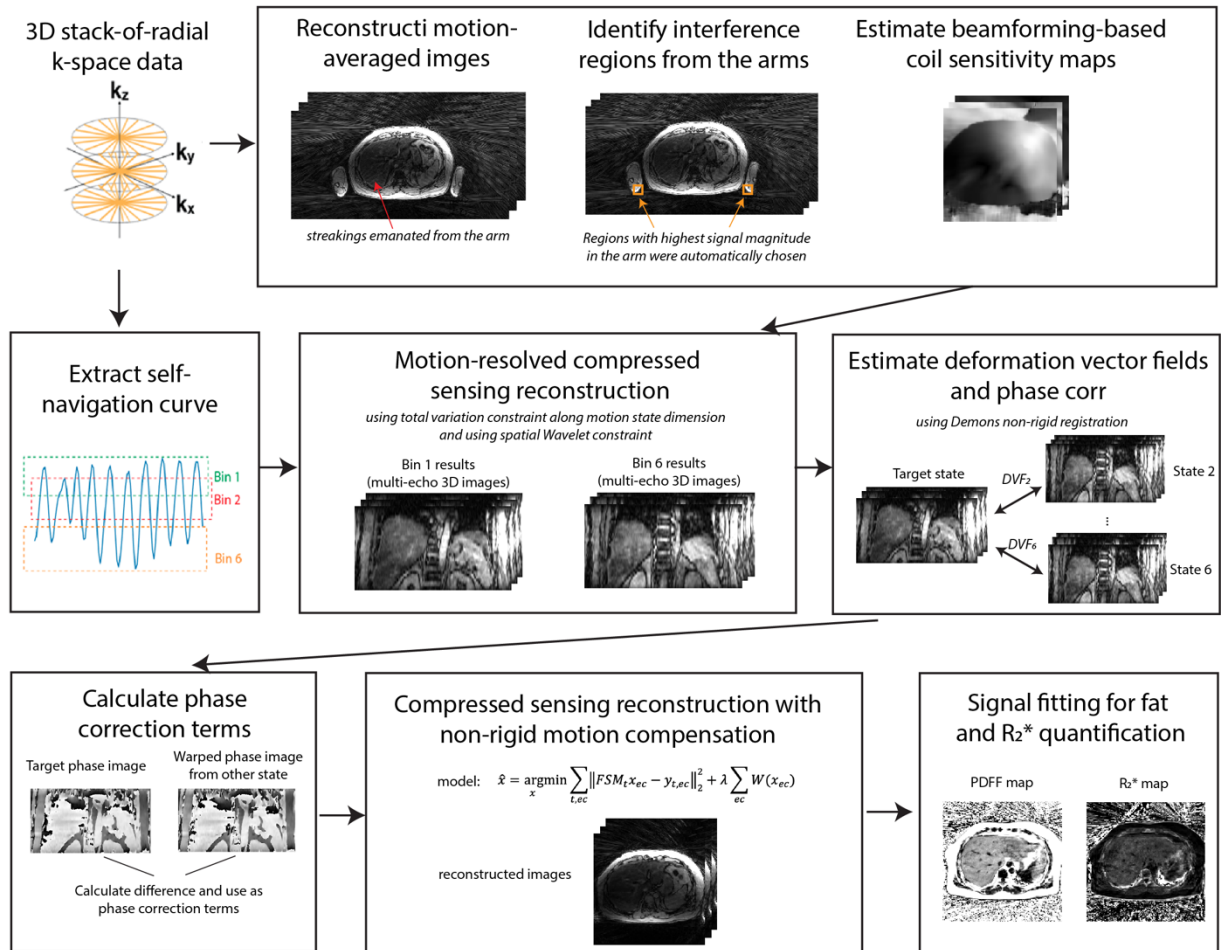 3D stack-of-radial
k-space data
kz
ky
kx
Reconstructi motion-
averaged imges
streakings emanated from the arm
Identify interference
regions from the arms
Regions with highest signal magnitude
in the arm were automatically chosen
Estimate beamforming-based
coil sensitivity maps
Extract self-
navigation curve
Bin 1
Bin 2
Bin 6
Motion-resolved compressed
sensing reconstruction
using total variation constraint along motion state dimension
and using spatial Wavelet constraint
Bin 1 results
(multi-echo 3D images)
Bin 6 results
(multi-echo 3D images)
Estimate deformation vector fields
and phase corr
using Demons non-rigid registration
Target state
DVF₂
State 2
⋮
DVF₆
State 6
Calculate phase
correction terms
Target phase image
Warped phase image
from other state
Calculate difference and use as
phase correction terms
Compressed sensing reconstruction with
non-rigid motion compensation
model: x̂ = argmin_x ∑_{t,ec} ‖FSM_t x_ec − y_{t,ec}‖₂² + λ ∑_ec W(x_ec)
reconstructed images
Signal fitting for fat
and R₂* quantification
PDFF map
R₂* map